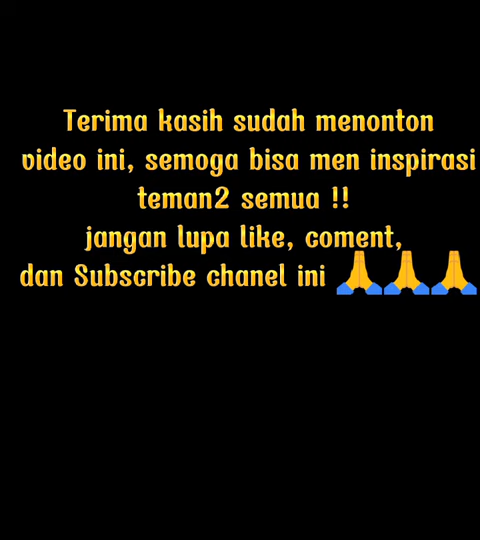 Terima kasih sudah menonton
video ini, semoga bisa men inspirasi
teman2 semua !!
jangan lupa like, coment,
dan Subscribe chanel ini 🙏🙏🙏